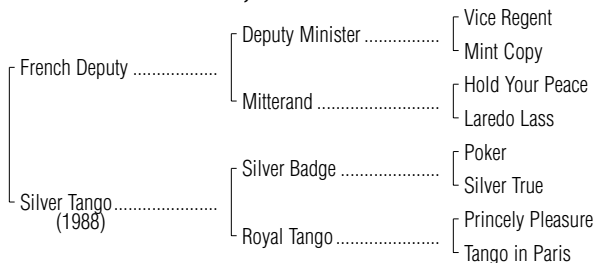 Vice Regent
Deputy Minister ..................
Mint Copy
French Deputy ....................
Hold Your Peace
Mitterand .............................
Laredo Lass
Poker
Silver Badge .......................
Silver True
Silver Tango........................
(1988)
Princely Pleasure
Royal Tango........................
Tango in Paris